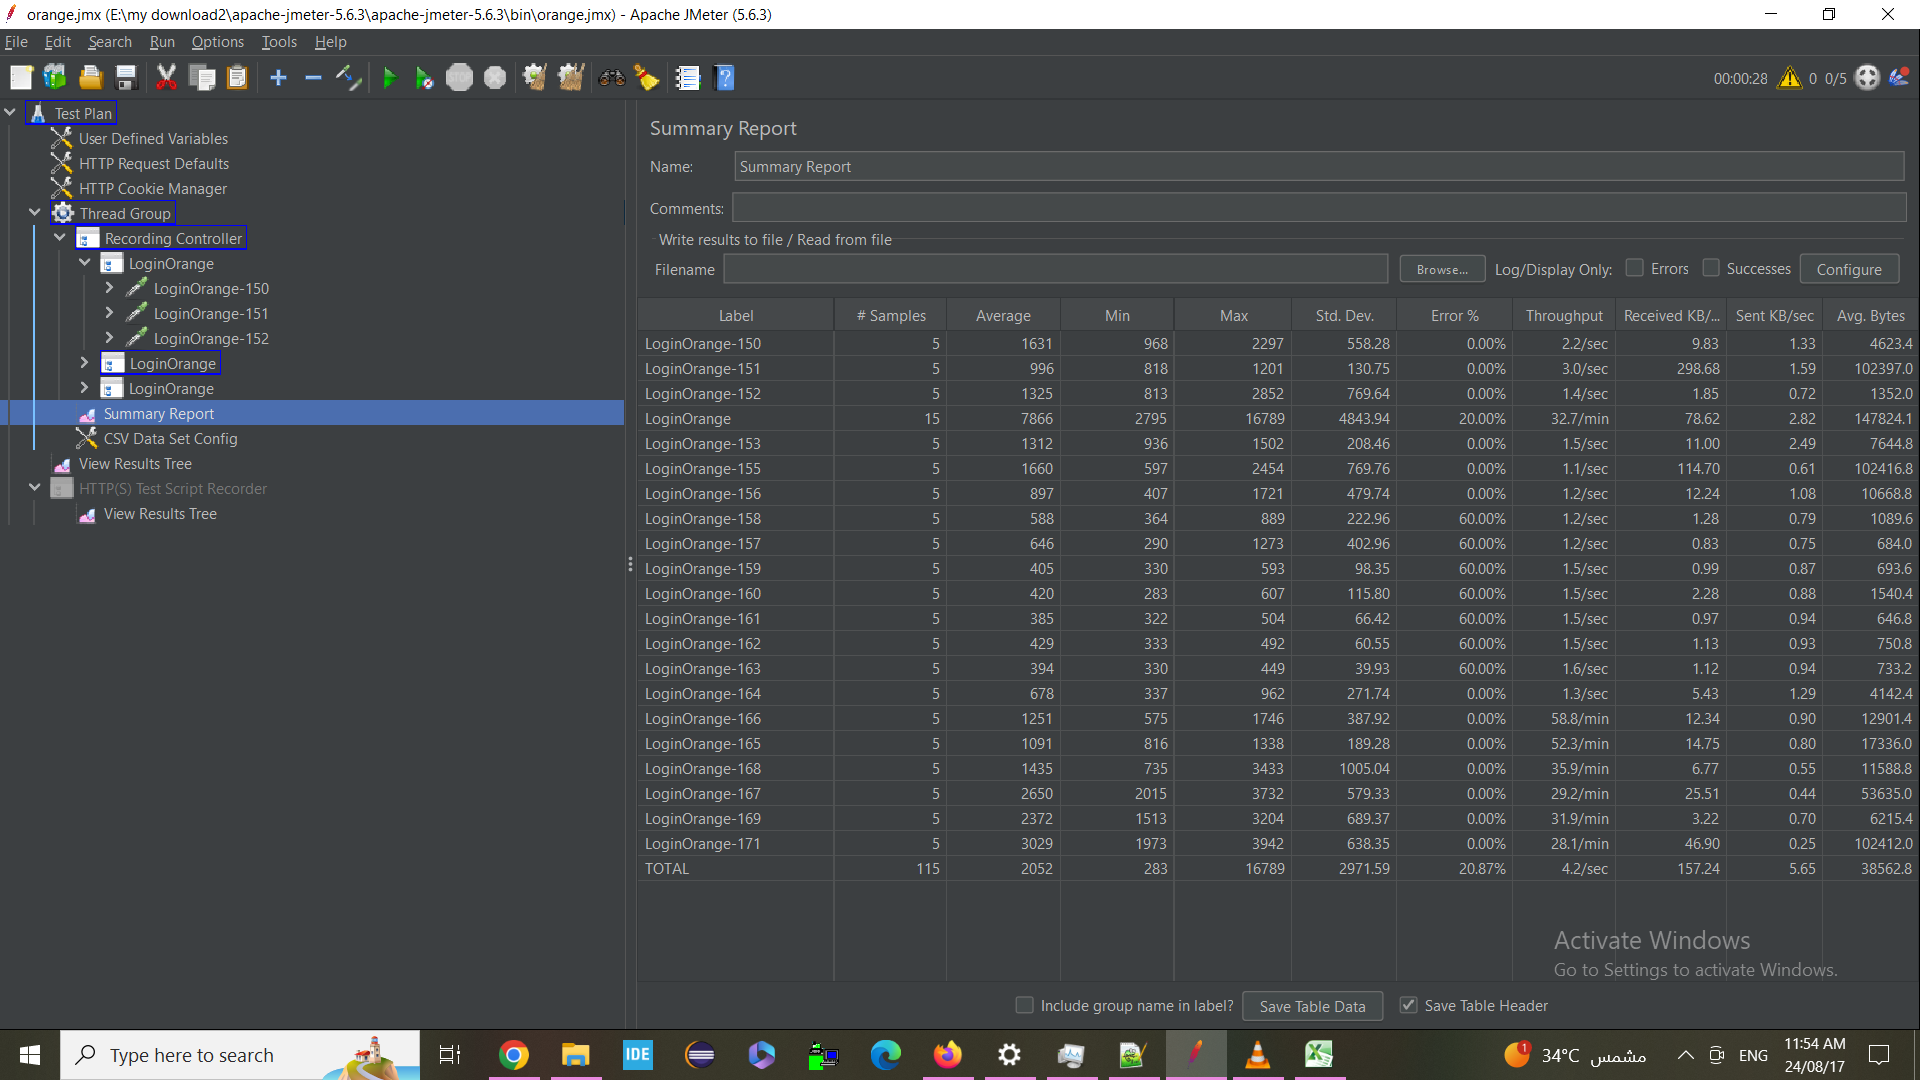 orange.jmx (E:\my download2\apache-jmeter-5.6.3\apache-jmeter-5.6.3\bin\orange.jmx) - Apache JMeter (5.6.3)
File Edit Search Run Options Tools Help
STOP
00:00:28 0 0/5
Test Plan
User Defined Variables
HTTP Request Defaults
HTTP Cookie Manager
Thread Group
Recording Controller
LoginOrange
LoginOrange-150
LoginOrange-151
LoginOrange-152
LoginOrange
LoginOrange
Summary Report
CSV Data Set Config
View Results Tree
HTTP(S) Test Script Recorder
View Results Tree
Summary Report
Name: Summary Report
Comments:
Write results to file / Read from file
Filename Browse... Log/Display Only: Errors Successes Configure
Label # Samples Average Min Max Std. Dev. Error % Throughput Received KB/... Sent KB/sec Avg. Bytes
LoginOrange-150 5 1631 968 2297 558.28 0.00% 2.2/sec 9.83 1.33 4623.4
LoginOrange-151 5 996 818 1201 130.75 0.00% 3.0/sec 298.68 1.59 102397.0
LoginOrange-152 5 1325 813 2852 769.64 0.00% 1.4/sec 1.85 0.72 1352.0
LoginOrange 15 7866 2795 16789 4843.94 20.00% 32.7/min 78.62 2.82 147824.1
LoginOrange-153 5 1312 936 1502 208.46 0.00% 1.5/sec 11.00 2.49 7644.8
LoginOrange-155 5 1660 597 2454 769.76 0.00% 1.1/sec 114.70 0.61 102416.8
LoginOrange-156 5 897 407 1721 479.74 0.00% 1.2/sec 12.24 1.08 10668.8
LoginOrange-158 5 588 364 889 222.96 60.00% 1.2/sec 1.28 0.79 1089.6
LoginOrange-157 5 646 290 1273 402.96 60.00% 1.2/sec 0.83 0.75 684.0
LoginOrange-159 5 405 330 593 98.35 60.00% 1.5/sec 0.99 0.87 693.6
LoginOrange-160 5 420 283 607 115.80 60.00% 1.5/sec 2.28 0.88 1540.4
LoginOrange-161 5 385 322 504 66.42 60.00% 1.5/sec 0.97 0.94 646.8
LoginOrange-162 5 429 333 492 60.55 60.00% 1.5/sec 1.13 0.93 750.8
LoginOrange-163 5 394 330 449 39.93 60.00% 1.6/sec 1.12 0.94 733.2
LoginOrange-164 5 678 337 962 271.74 0.00% 1.3/sec 5.43 1.29 4142.4
LoginOrange-166 5 1251 575 1746 387.92 0.00% 58.8/min 12.34 0.90 12901.4
LoginOrange-165 5 1091 816 1338 189.28 0.00% 52.3/min 14.75 0.80 17336.0
LoginOrange-168 5 1435 735 3433 1005.04 0.00% 35.9/min 6.77 0.55 11588.8
LoginOrange-167 5 2650 2015 3732 579.33 0.00% 29.2/min 25.51 0.44 53635.0
LoginOrange-169 5 2372 1513 3204 689.37 0.00% 31.9/min 3.22 0.70 6215.4
LoginOrange-171 5 3029 1973 3942 638.35 0.00% 28.1/min 46.90 0.25 102412.0
TOTAL 115 2052 283 16789 2971.59 20.87% 4.2/sec 157.24 5.65 38562.8
Activate Windows
Go to Settings to activate Windows.
Include group name in label? Save Table Data Save Table Header
Type here to search IDE 1 34°C مشمس ENG 11:54 AM
24/08/17